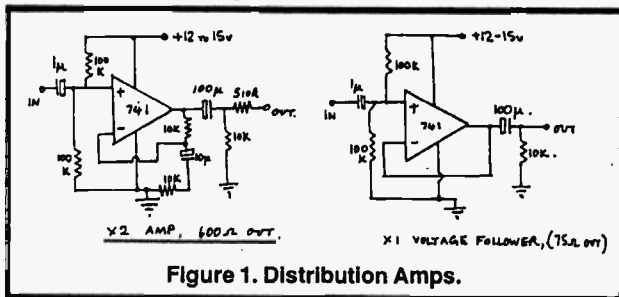 +12 TO 15V
100
K
1µ
IN
+
741
-
100
K
100µ
510R
OUT.
10K
10µ
10K
10K
X2 AMP, 600Ω OUT.
+12-15V
100K
1µ
IN
+
741
-
100
K
100µ.
OUT
10K.
X1 VOLTAGE FOLLOWER, (75Ω OUT)
Figure 1. Distribution Amps.